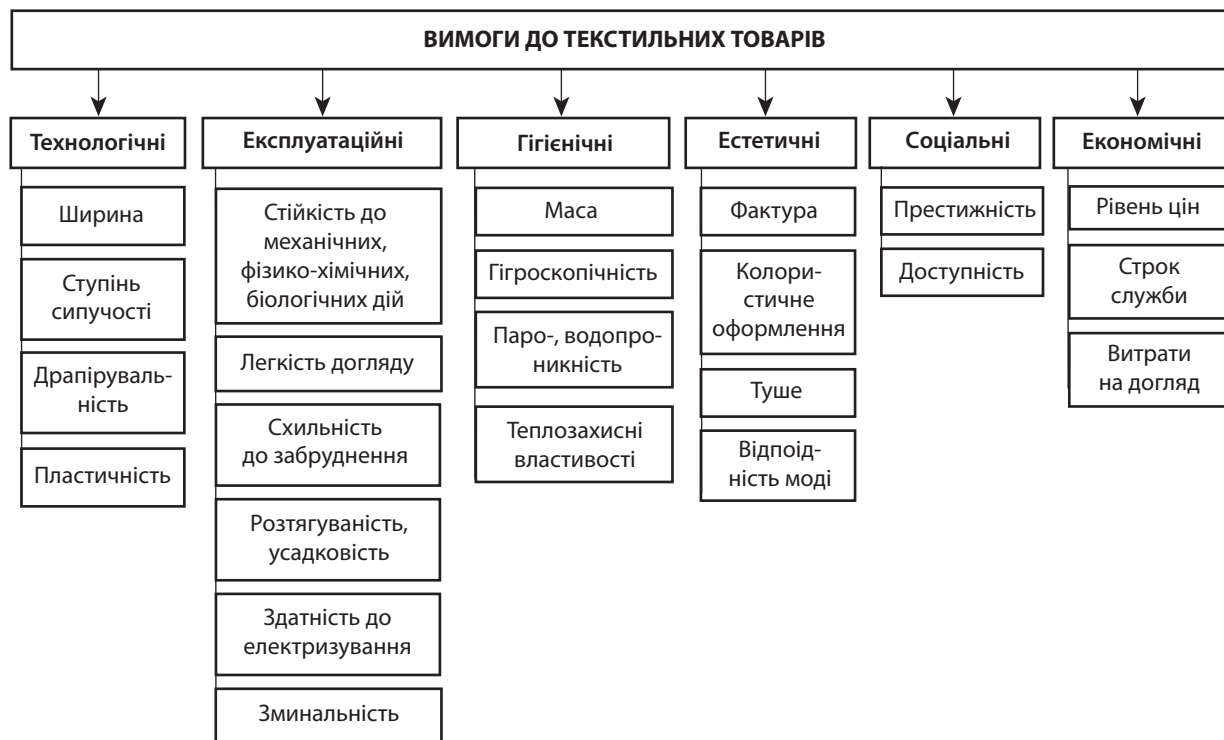 ВИМОГИ ДО ТЕКСТИЛЬНИХ ТОВАРІВ
Технологічні
Ширина
Ступінь
сипучості
Драпіруваль-
ність
Пластичність
Експлуатаційні
Стійкість до
механічних,
фізико-хімічних,
біологічних дій
Легкість догляду
Схильність
до забруднення
Розтягуваність,
усадковість
Здатність до
електризування
Зминальність
Гігієнічні
Маса
Гігроскопічність
Паро-, водопро-
никність
Теплозахисні
властивості
Естетичні
Фактура
Колори-
стичне
оформлення
Туше
Відпоід-
ність моді
Соціальні
Престижність
Доступність
Економічні
Рівень цін
Строк
служби
Витрати
на догляд